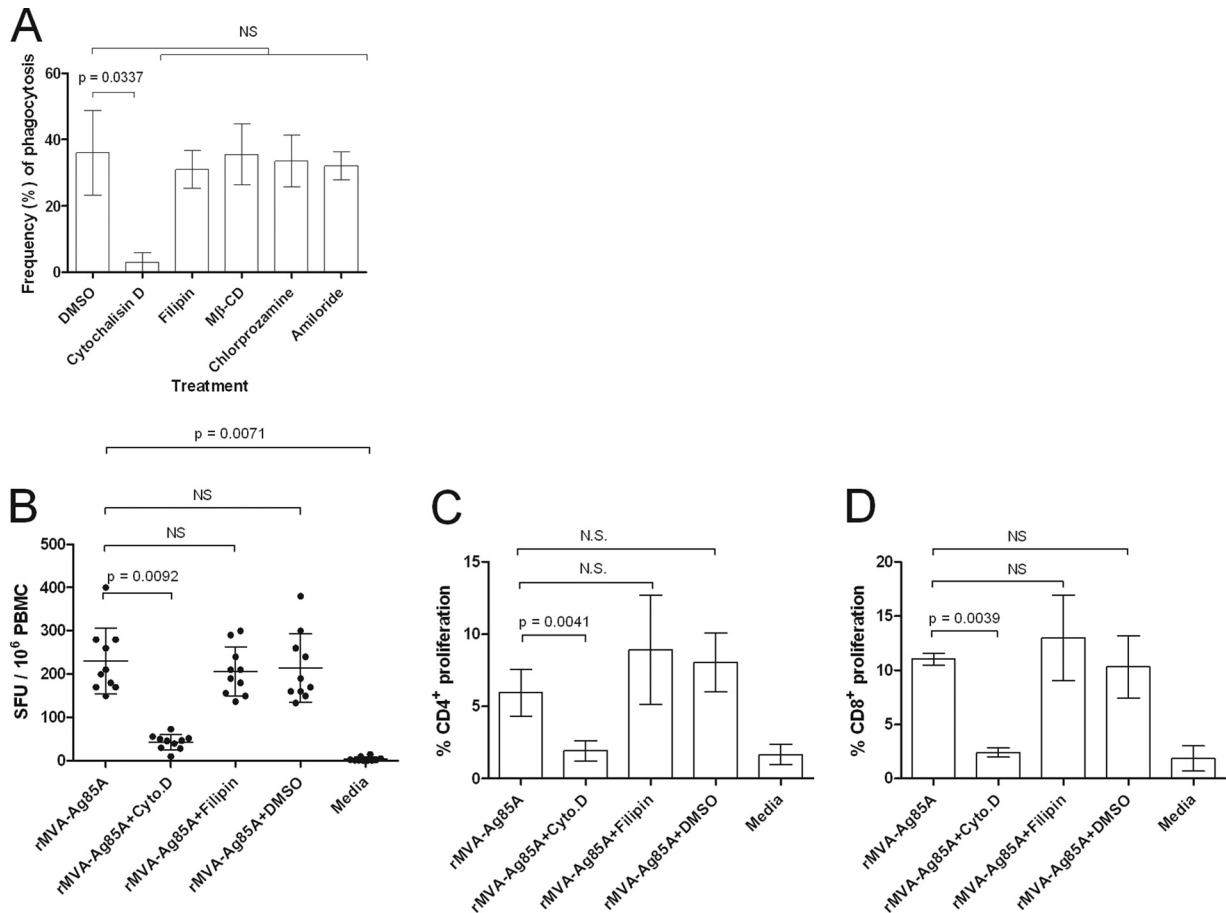 A
NS
p = 0.0337
Frequency (%) of phagocytosis
60
40
20
0
DMSO
Cytochalisin D
Filipin
Mβ-CD
Chlorprozamine
Amiloride
Treatment
B
p = 0.0071
NS
NS
p = 0.0092
SFU / 10⁶ PBMC
500
400
300
200
100
0
rMVA-Ag85A
rMVA-Ag85A+Cyto.D
rMVA-Ag85A+Filipin
rMVA-Ag85A+DMSO
Media
C
N.S.
N.S.
p = 0.0041
% CD4⁺ proliferation
15
10
5
0
rMVA-Ag85A
rMVA-Ag85A+Cyto.D
rMVA-Ag85A+Filipin
rMVA-Ag85A+DMSO
Media
D
NS
NS
p = 0.0039
% CD8⁺ proliferation
20
15
10
5
0
rMVA-Ag85A
rMVA-Ag85A+Cyto.D
rMVA-Ag85A+Filipin
rMVA-Ag85A+DMSO
Media